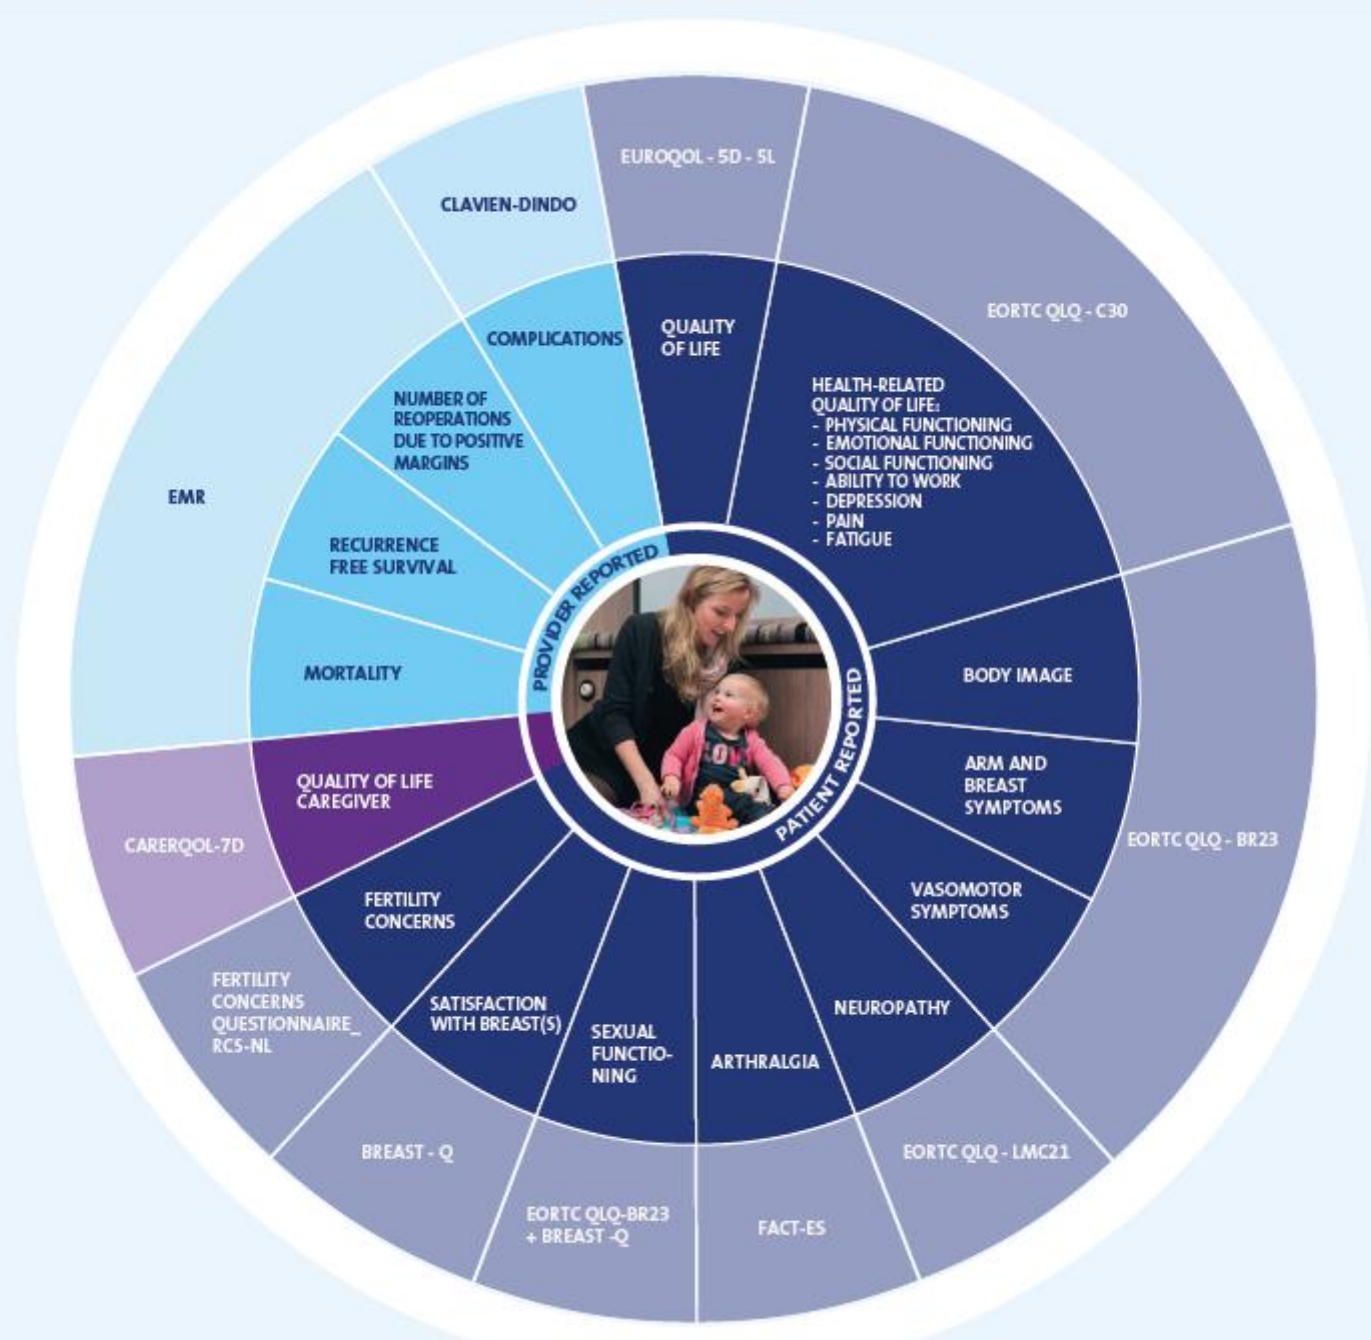 EUROQOL - 5D - 5L
EORTC QLQ - C30
EORTC QLQ - BR23
EORTC QLQ - LMC21
FACT-ES
EORTC QLQ-BR23
+ BREAST -Q
BREAST - Q
FERTILITY
CONCERNS
QUESTIONNAIRE_
RCS-NL
CARERQOL-7D
EMR
CLAVIEN-DINDO
QUALITY
OF LIFE
HEALTH-RELATED
QUALITY OF LIFE:
- PHYSICAL FUNCTIONING
- EMOTIONAL FUNCTIONING
- SOCIAL FUNCTIONING
- ABILITY TO WORK
- DEPRESSION
- PAIN
- FATIGUE
BODY IMAGE
ARM AND
BREAST
SYMPTOMS
VASOMOTOR
SYMPTOMS
NEUROPATHY
ARTHRALGIA
SEXUAL
FUNCTIO-
NING
SATISFACTION
WITH BREAST(S)
FERTILITY
CONCERNS
QUALITY OF LIFE
CAREGIVER
MORTALITY
RECURRENCE
FREE SURVIVAL
NUMBER OF
REOPERATIONS
DUE TO POSITIVE
MARGINS
COMPLICATIONS
PROVIDER REPORTED
PATIENT REPORTED